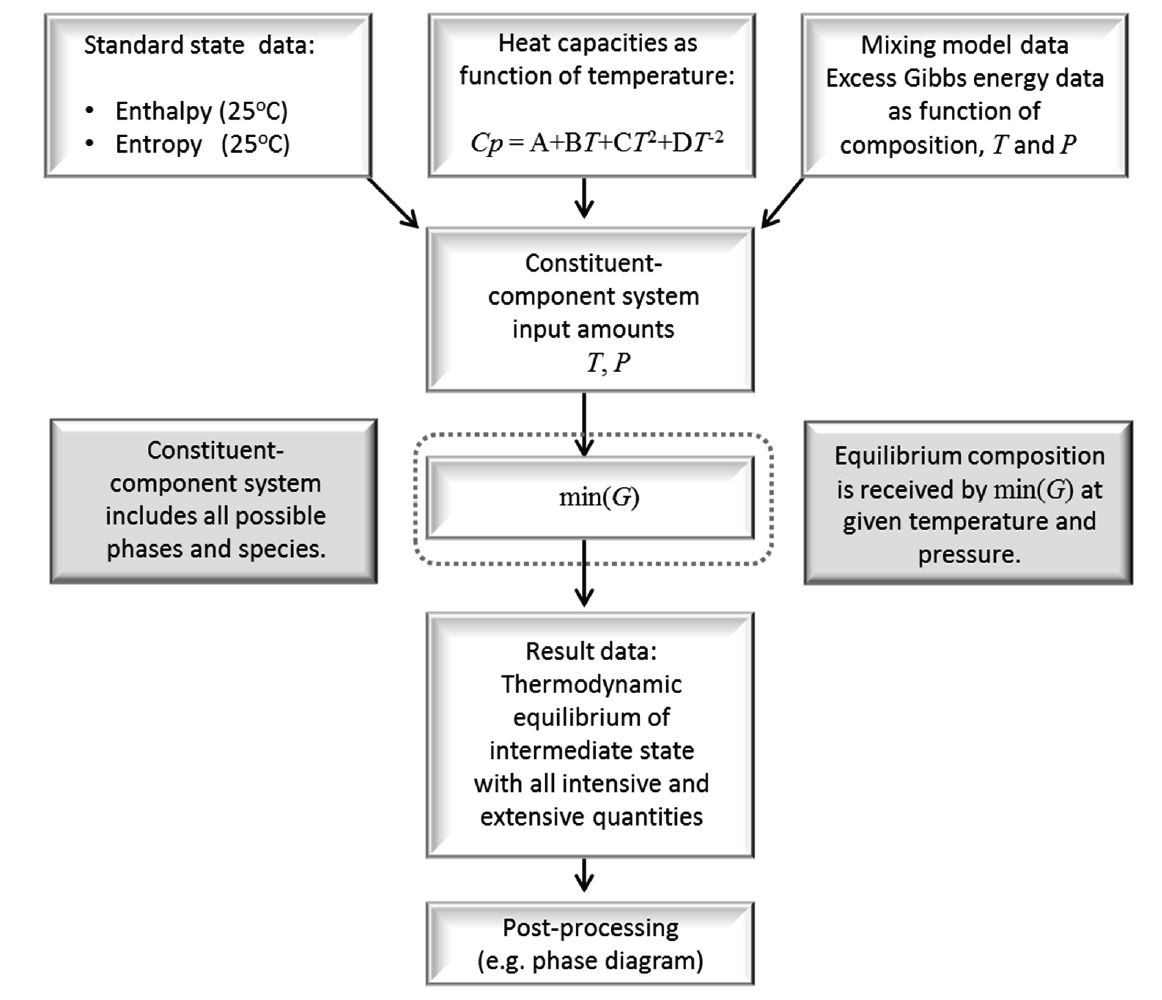 Standard state data:
• Enthalpy (25°C)
• Entropy (25°C)
Heat capacities as
function of temperature:
Cp = A+BT+CT²+DT⁻²
Mixing model data
Excess Gibbs energy data
as function of
composition, T and P
Constituent-
component system
input amounts
T, P
Constituent-
component system
includes all possible
phases and species.
min(G)
Equilibrium composition
is received by min(G) at
given temperature and
pressure.
Result data:
Thermodynamic
equilibrium of
intermediate state
with all intensive and
extensive quantities
Post-processing
(e.g. phase diagram)